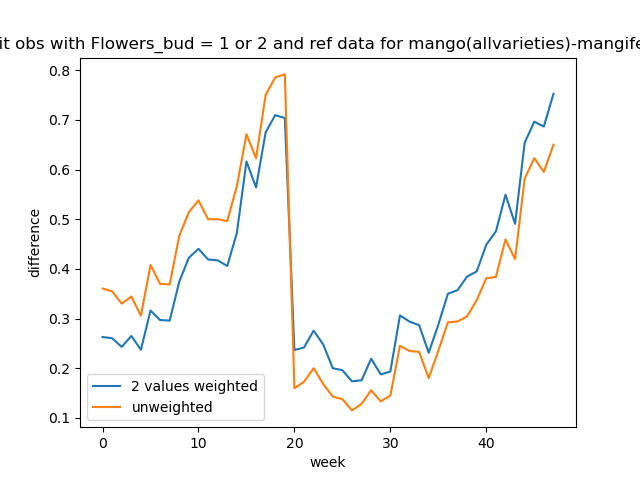 it obs with Flowers_bud = 1 or 2 and ref data for mango(allvarieties)-mangife
0.8
0.7
0.6
0.5
0.4
0.3
0.2
0.1
difference
2 values weighted
unweighted
0
10
20
30
40
week